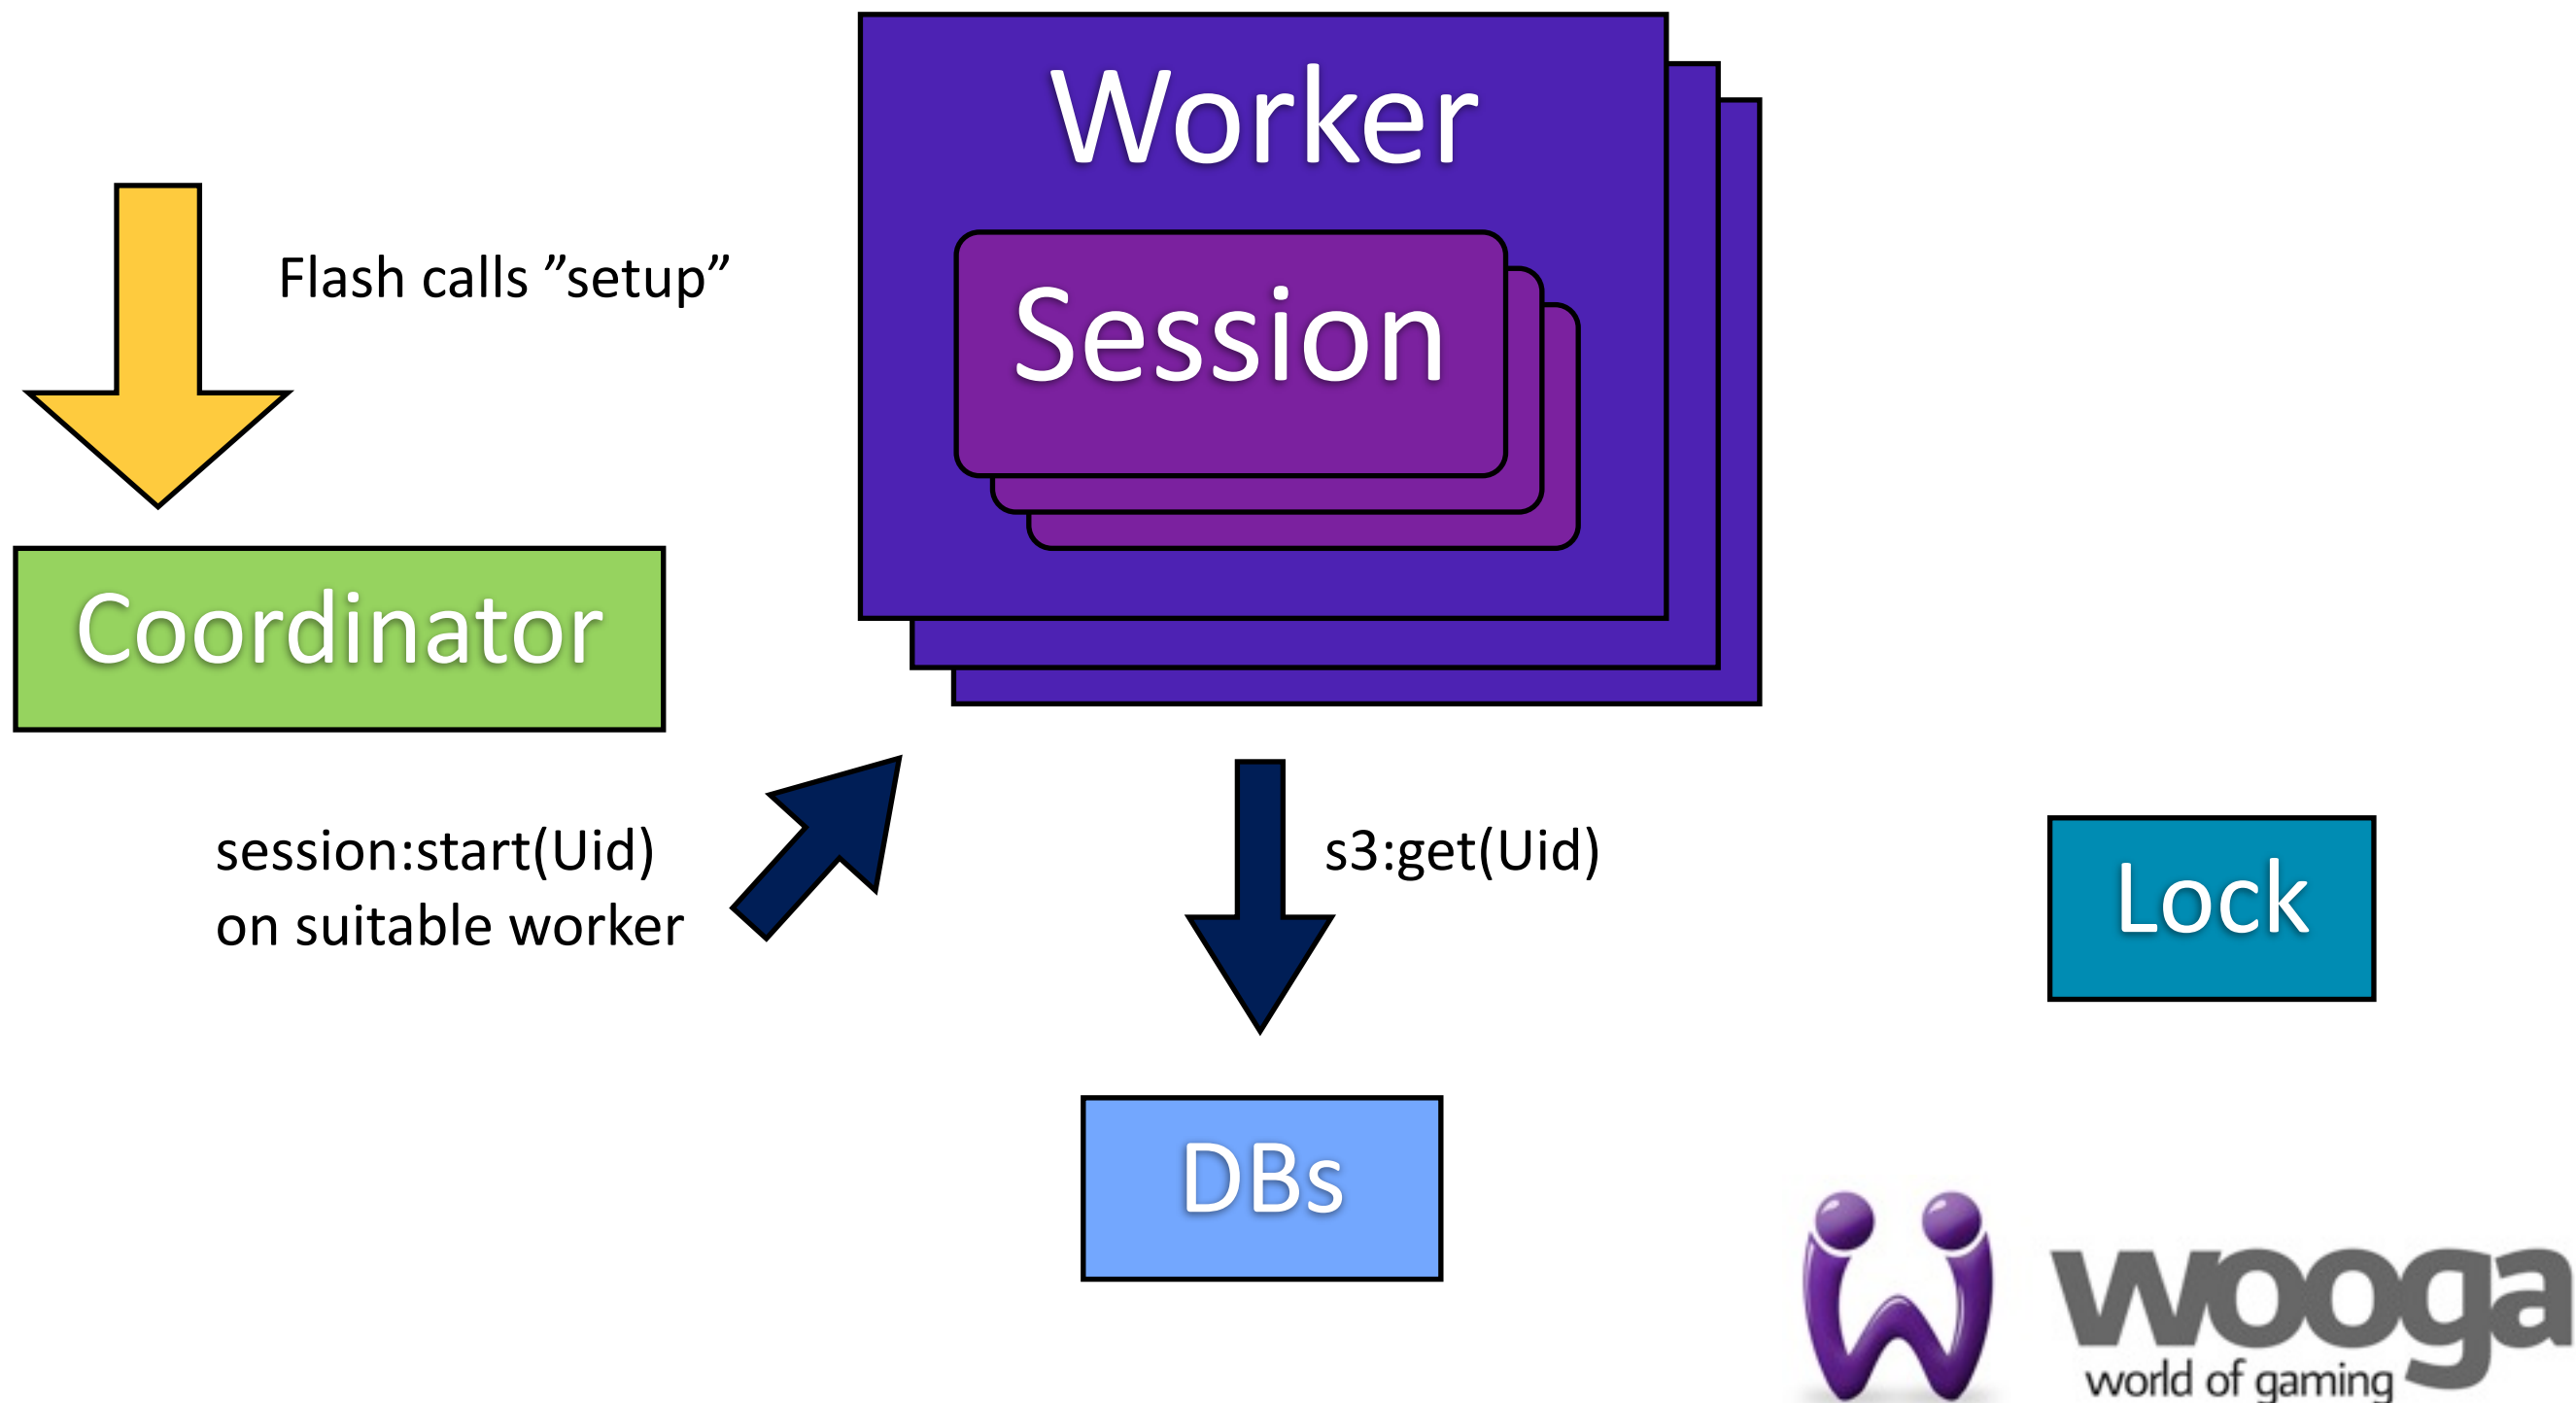 Worker
Flash calls ”setup”
Session
Coordinator
session:start(Uid)
on suitable worker
s3:get(Uid)
Lock
DBs
wooga
world of gaming